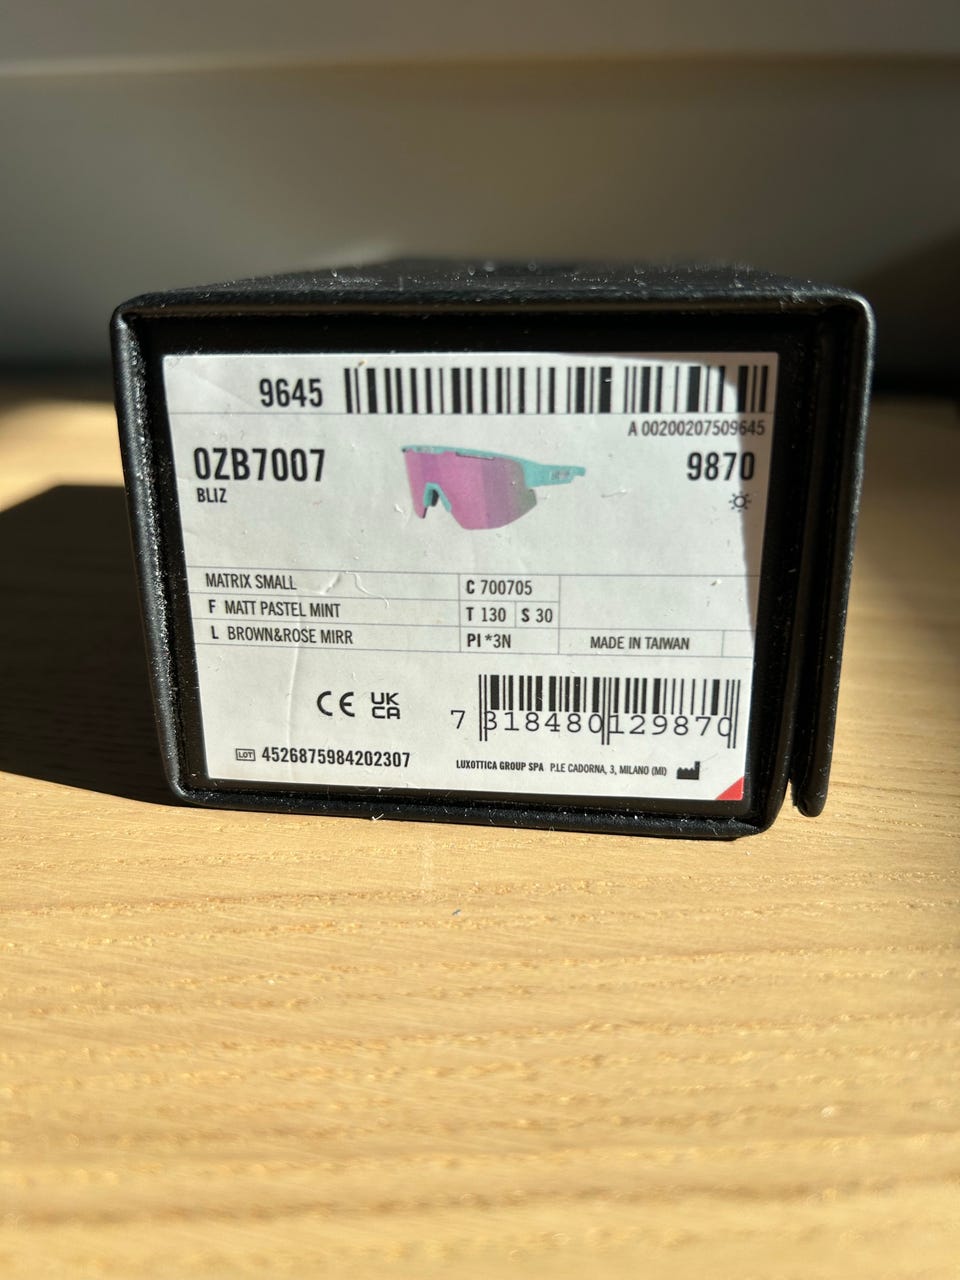 9645
A 00200207509645
0ZB7007
9870
BLIZ
MATRIX SMALL
C 700705
F MATT PASTEL MINT
T 130 S 30
L BROWN&ROSE MIRR
PI *3N
MADE IN TAIWAN
CE UK CA
7 318480 129870
LOT 4526875984202307
LUXOTTICA GROUP SPA P.LE CADORNA, 3, MILANO (MI)